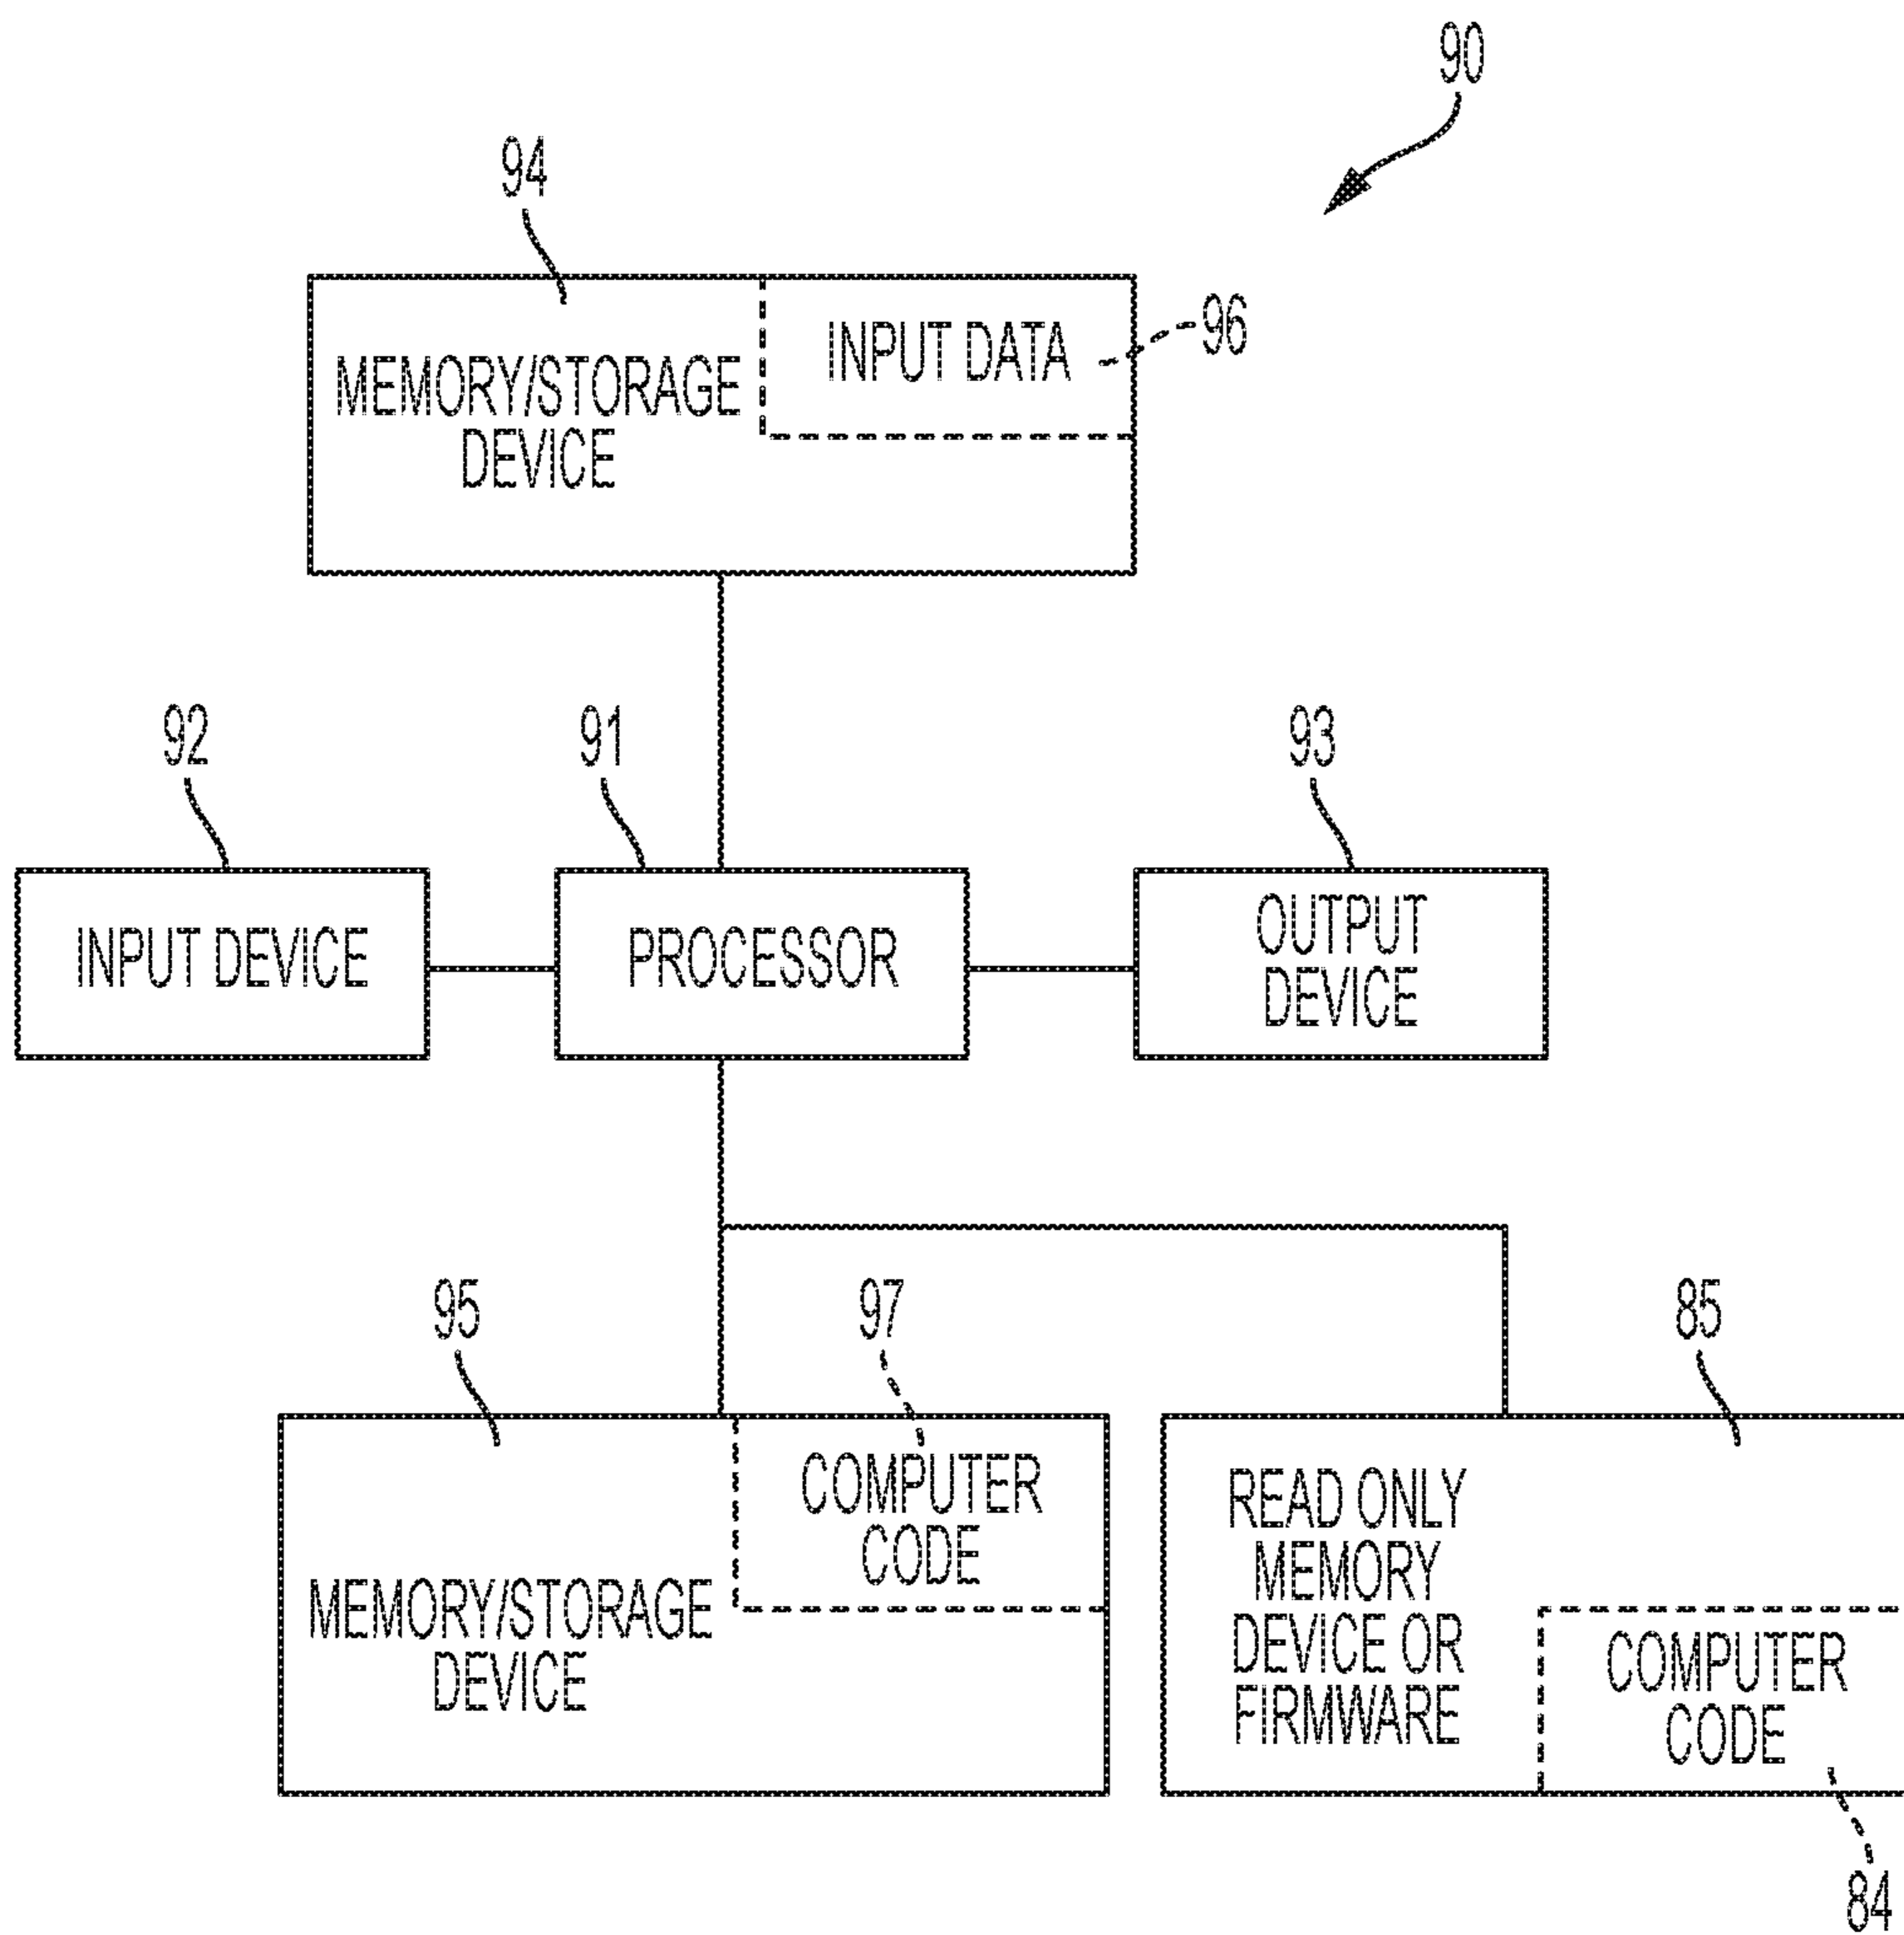 90
94
INPUT DATA
96
MEMORY/STORAGE
DEVICE
92
91
93
INPUT DEVICE
PROCESSOR
OUTPUT
DEVICE
95
97
85
COMPUTER
CODE
MEMORY/STORAGE
DEVICE
READ ONLY
MEMORY
DEVICE OR
FIRMWARE
COMPUTER
CODE
84